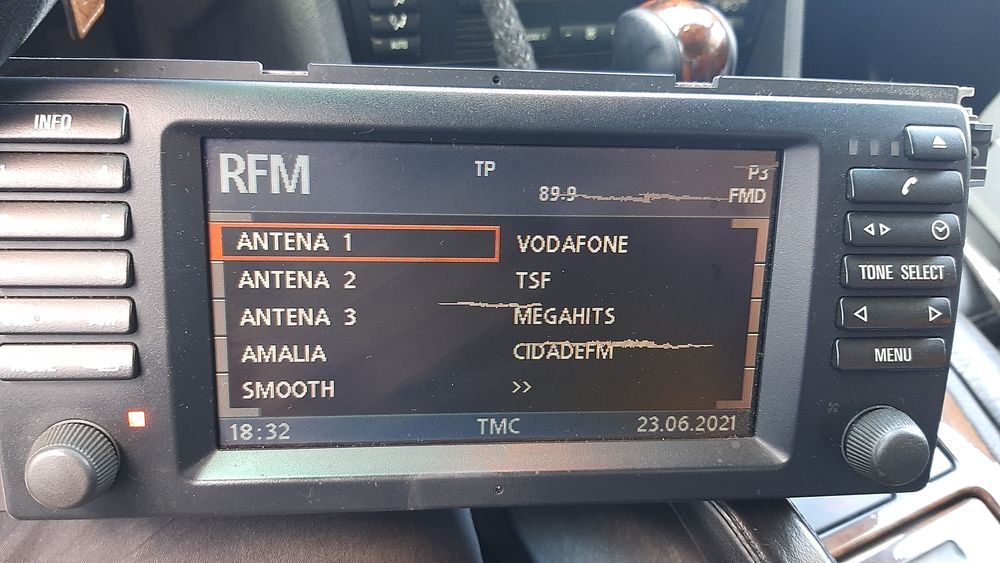 AUTO
INFO
RFM
TP
P3
89.9
FMD
ANTENA 1
VODAFONE
ANTENA 2
TSF
ANTENA 3
MEGAHITS
AMALIA
CIDADEFM
SMOOTH
>>
18:32
TMC
23.06.2021
TONE SELECT
MENU